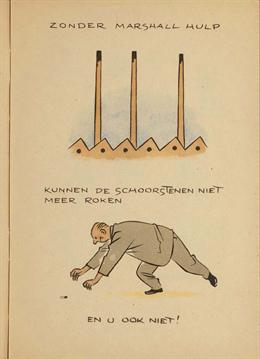 ZONDER MARSHALL HULP
KUNNEN DE SCHOORSTENEN NIET
MEER ROKEN
EN U OOK NIET!